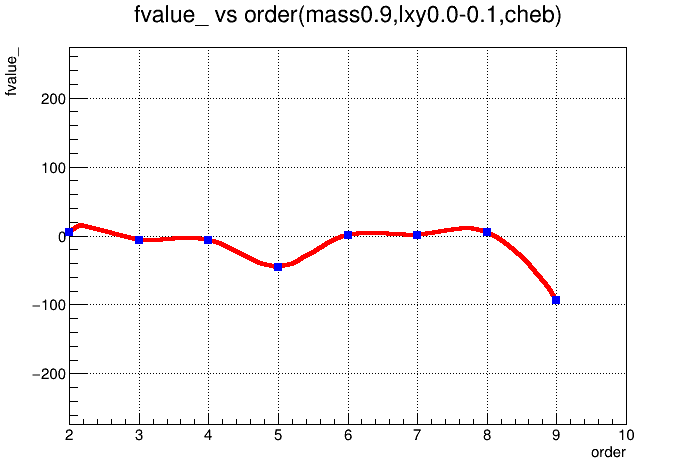 fvalue_ vs order(mass0.9,lxy0.0-0.1,cheb)
fvalue_
200
100
0
−100
−200
2 3 4 5 6 7 8 9 10
order